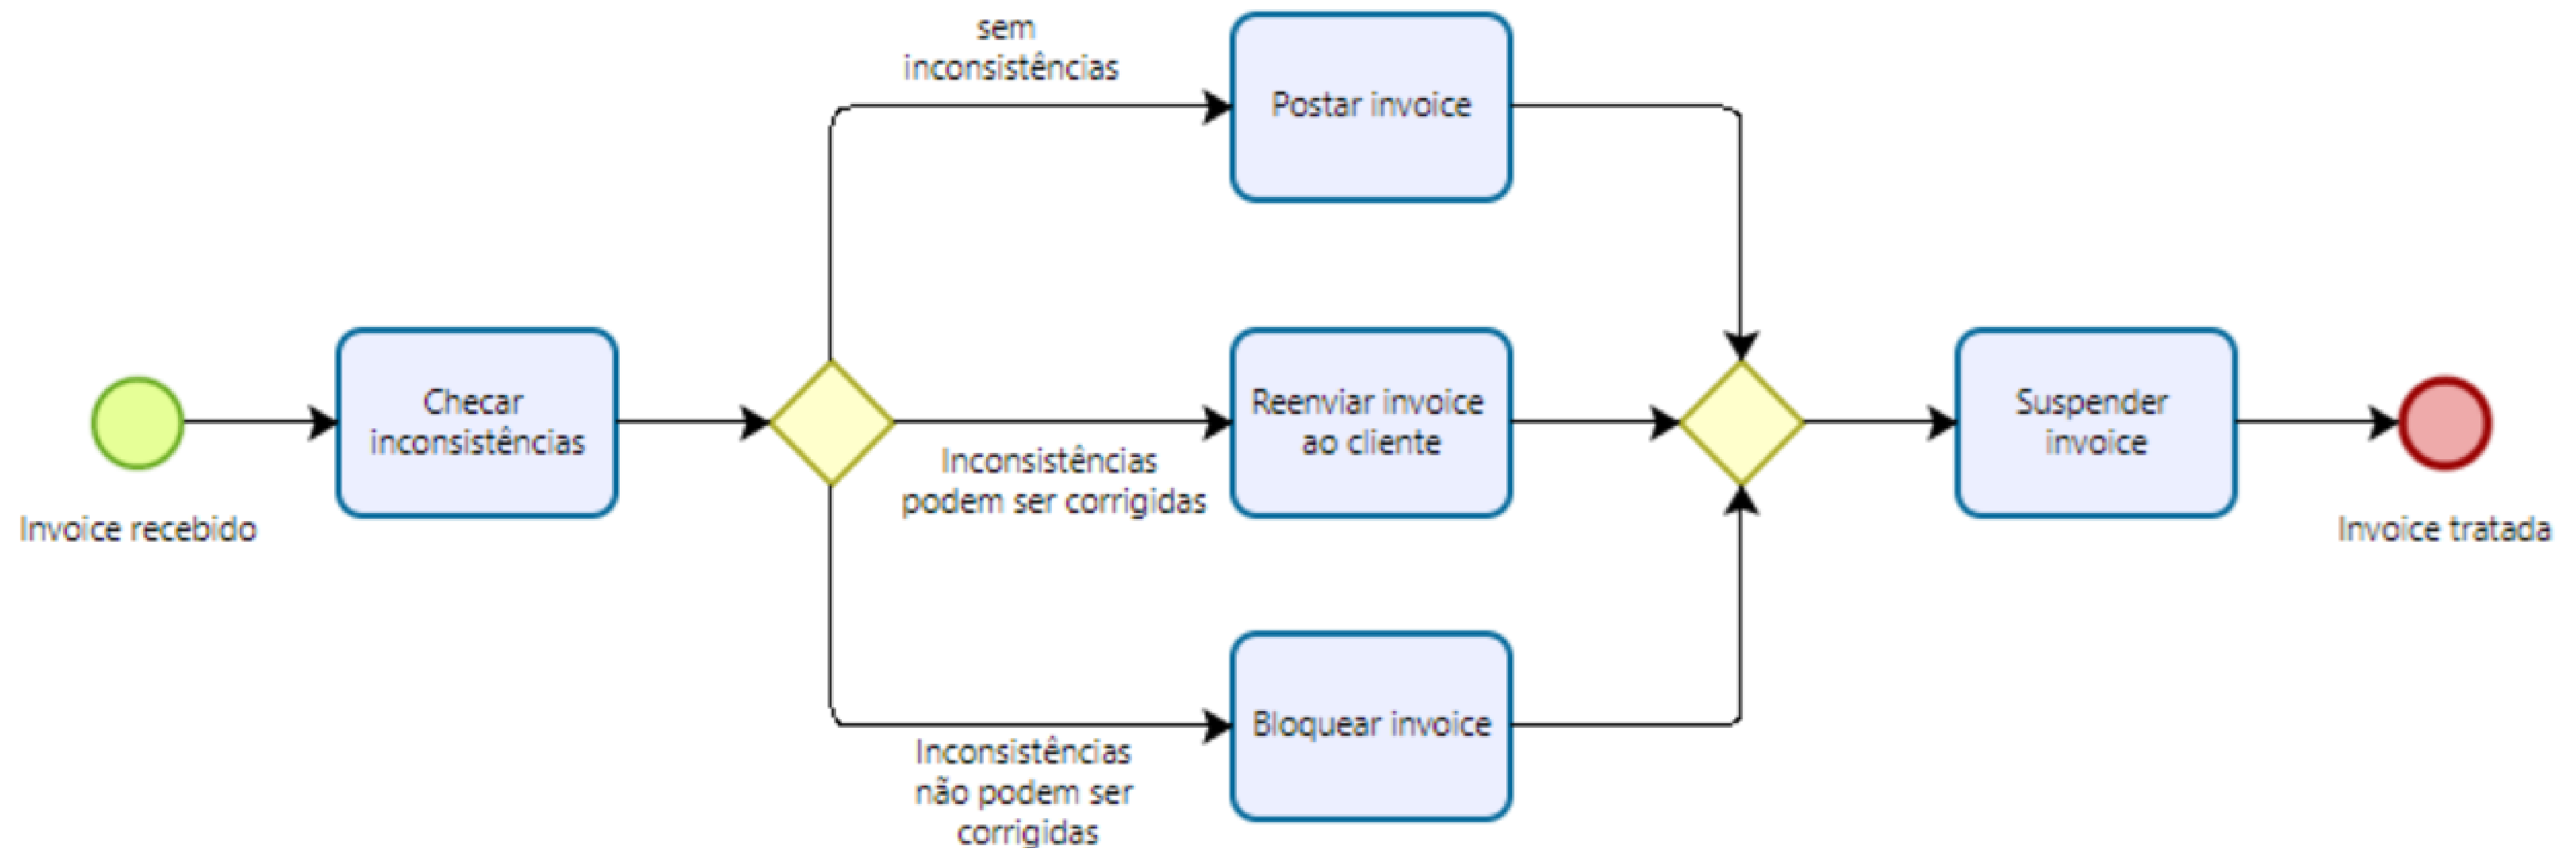 Invoice recebido
Checar
inconsistências
sem
inconsistências
Inconsistências
podem ser corrigidas
Inconsistências
não podem ser
corrigidas
Postar invoice
Reenviar invoice
ao cliente
Bloquear invoice
Suspender
invoice
Invoice tratada